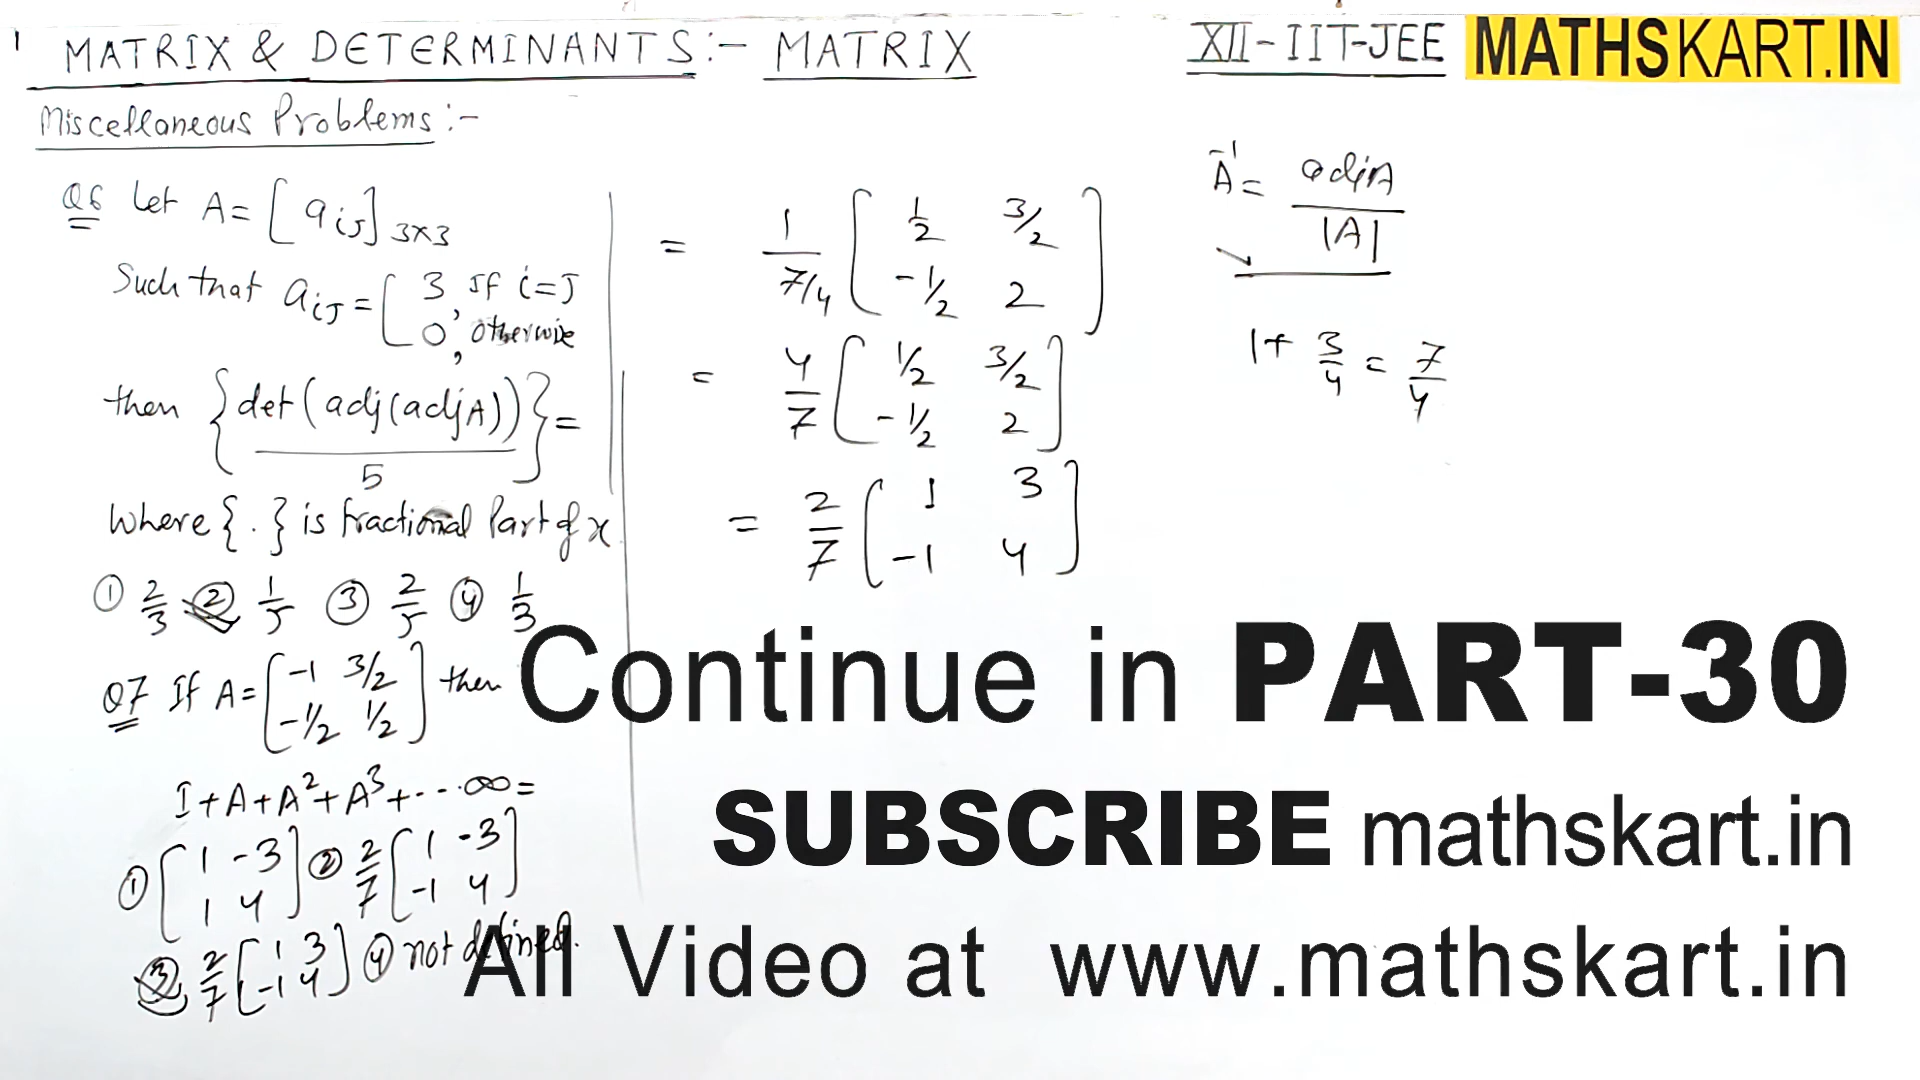 1 MATRIX & DETERMINANTS:- MATRIX
XII-IIT-JEE MATHSKART.IN
Miscellaneous Problems:-
Q6 Let A = [aij]3×3
Such that aiJ = [ 3, if i=J
0, otherwise
then {det(adj(adjA))/5} =
Where {.} is fractional Part of x
① 2/3 ② 1/5 ③ 2/5 ④ 1/3
Q7 If A = [-1 3/2
-1/2 1/2] then
I+A+A²+A³+---∞=
① [1 -3
1 4] ② 2/7 [1 -3
-1 4]
③ 2/7 [1 3
-1 4] ④ not defined.
= 1/(7/4) [1/2 3/2
-1/2 2]
= 4/7 [1/2 3/2
-1/2 2]
= 2/7 [1 3
-1 4]
A⁻¹ = adjA/|A|
1+ 3/4 = 7/4
Continue in PART-30
SUBSCRIBE mathskart.in
All Video at www.mathskart.in